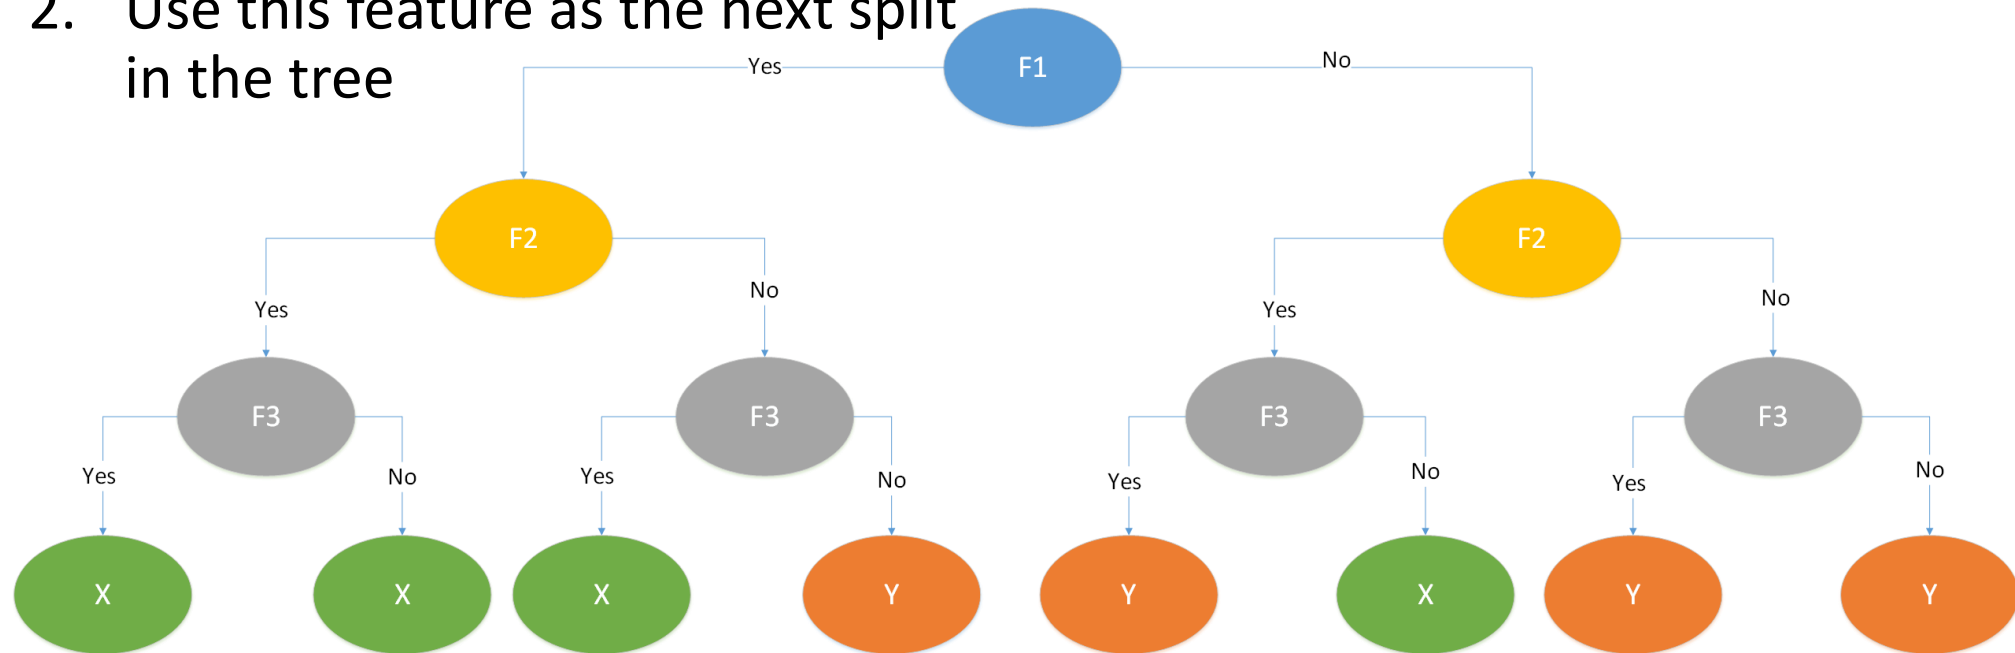 2. Use this feature as the next split
in the tree
F1
Yes
No
F2
F2
Yes
No
Yes
No
F3
F3
F3
F3
Yes
No
Yes
No
Yes
No
Yes
No
X
X
X
Y
Y
X
Y
Y